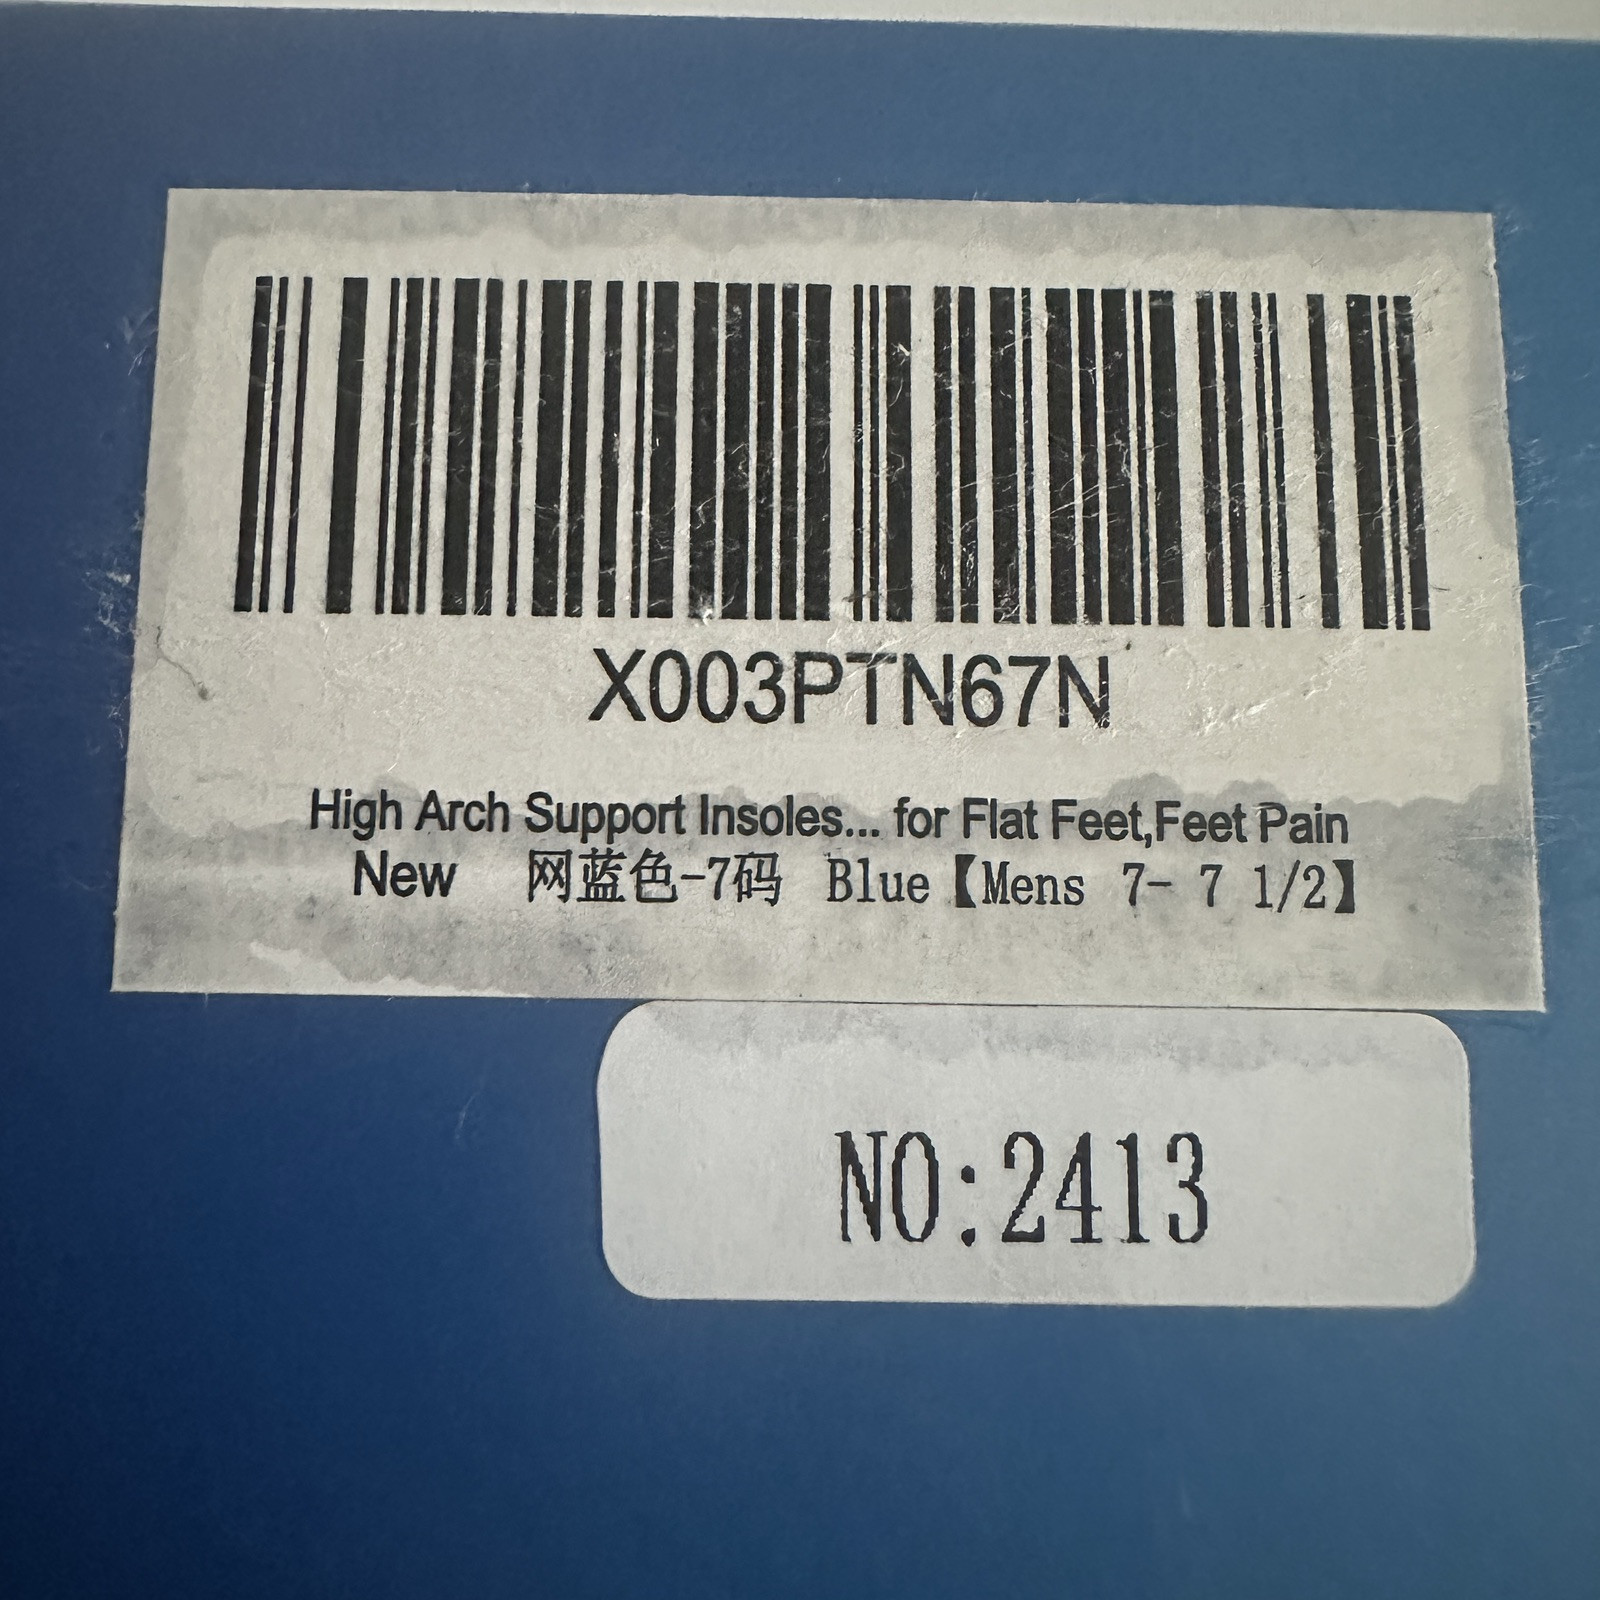 X003PTN67N
High Arch Support Insoles... for Flat Feet,Feet Pain
New 网蓝色-7码 Blue【Mens 7- 7 1/2】
NO:2413